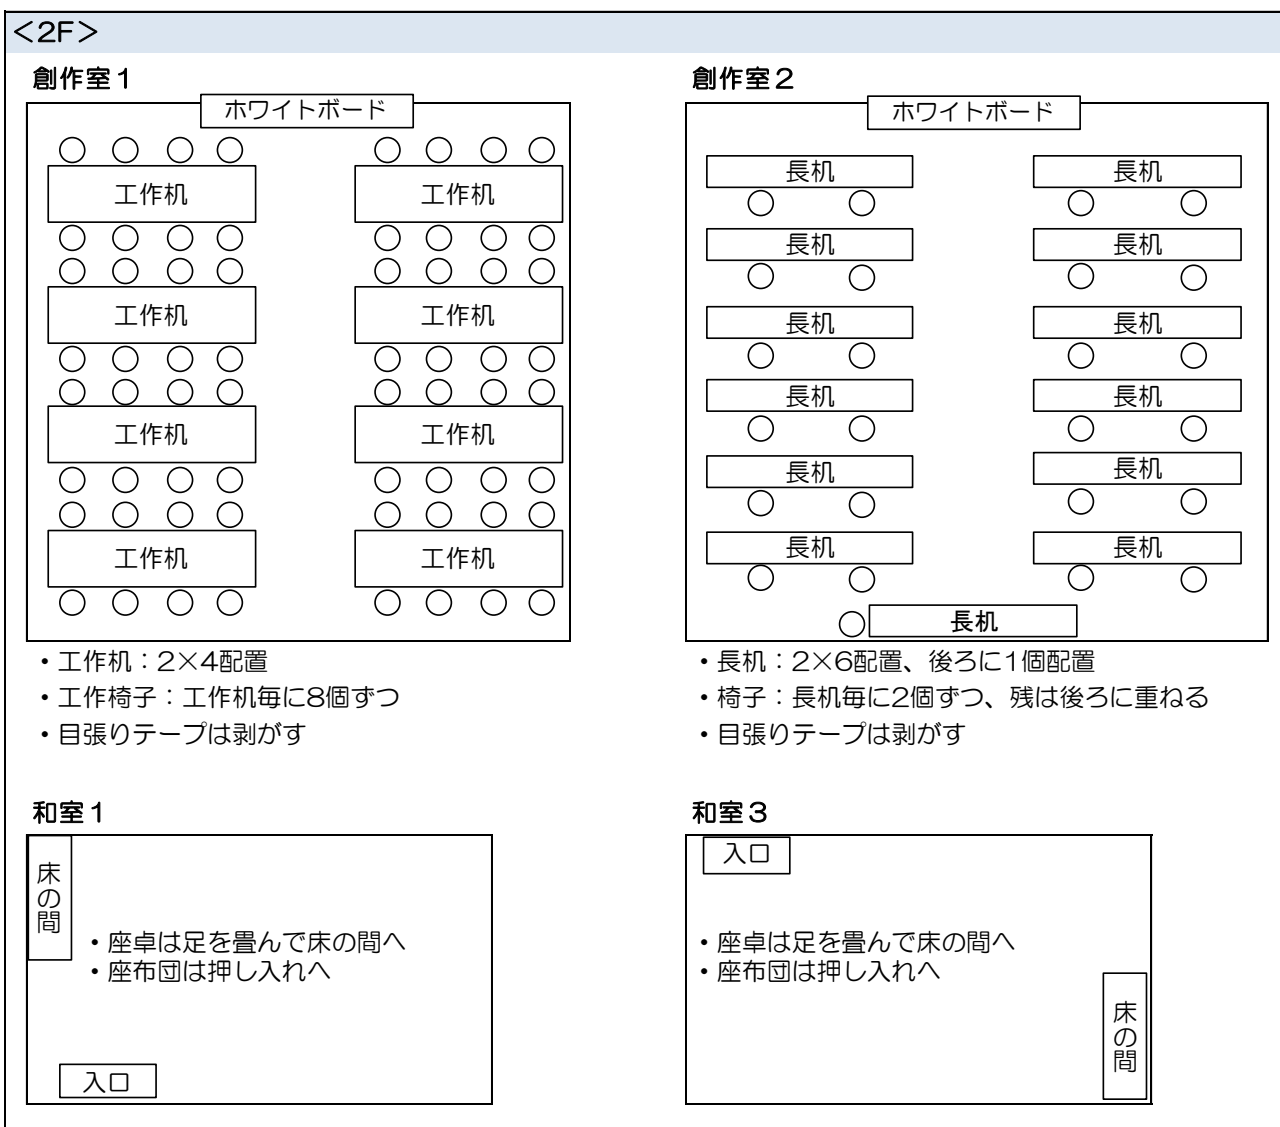 ＜2F＞
創作室１
ホワイトボード
工作机 工作机
工作机 工作机
工作机 工作机
工作机 工作机
・工作机：2×4配置
・工作椅子：工作机毎に8個ずつ
・目張りテープは剥がす
創作室２
ホワイトボード
長机 長机
長机 長机
長机 長机
長机 長机
長机 長机
長机 長机
長机
・長机：2×6配置、後ろに1個配置
・椅子：長机毎に2個ずつ、残は後ろに重ねる
・目張りテープは剥がす
和室１
床の間
・座卓は足を畳んで床の間へ
・座布団は押し入れへ
入口
和室３
入口
・座卓は足を畳んで床の間へ
・座布団は押し入れへ
床の間